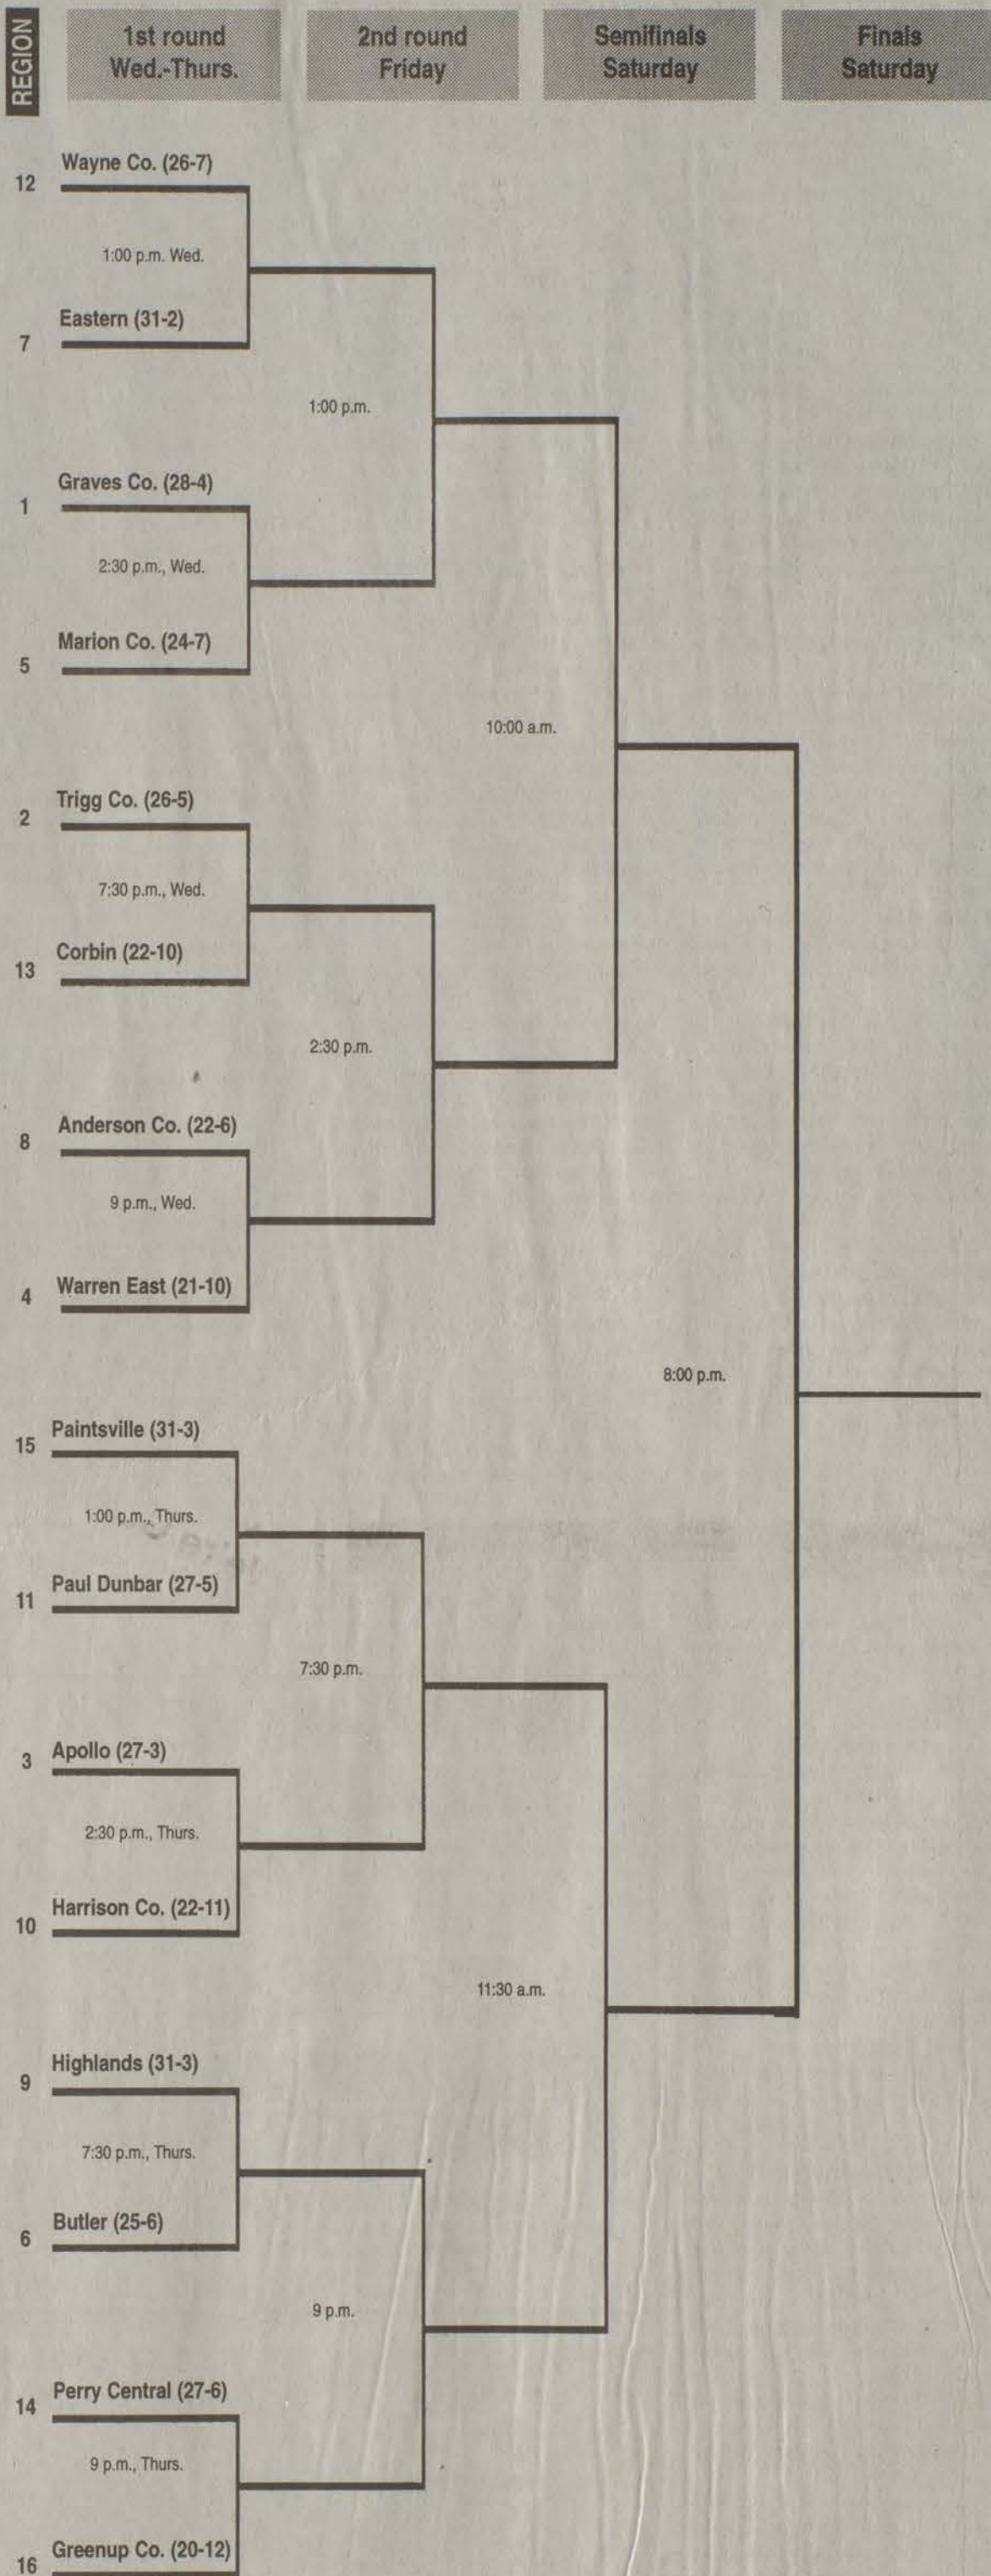 REGION
1st round
Wed.-Thurs.
2nd round
Friday
Semifinals
Saturday
Finals
Saturday
Wayne Co. (26-7)
12
1:00 p.m. Wed.
Eastern (31-2)
7
1:00 p.m.
Graves Co. (28-4)
1
2:30 p.m., Wed.
Marion Co. (24-7)
5
10:00 a.m.
Trigg Co. (26-5)
2
7:30 p.m., Wed.
Corbin (22-10)
13
2:30 p.m.
Anderson Co. (22-6)
8
9 p.m., Wed.
Warren East (21-10)
4
8:00 p.m.
Paintsville (31-3)
15
1:00 p.m., Thurs.
Paul Dunbar (27-5)
11
7:30 p.m.
Apollo (27-3)
3
2:30 p.m., Thurs.
Harrison Co. (22-11)
10
11:30 a.m.
Highlands (31-3)
9
7:30 p.m., Thurs.
Butler (25-6)
6
9 p.m.
Perry Central (27-6)
14
9 p.m., Thurs.
Greenup Co. (20-12)
16